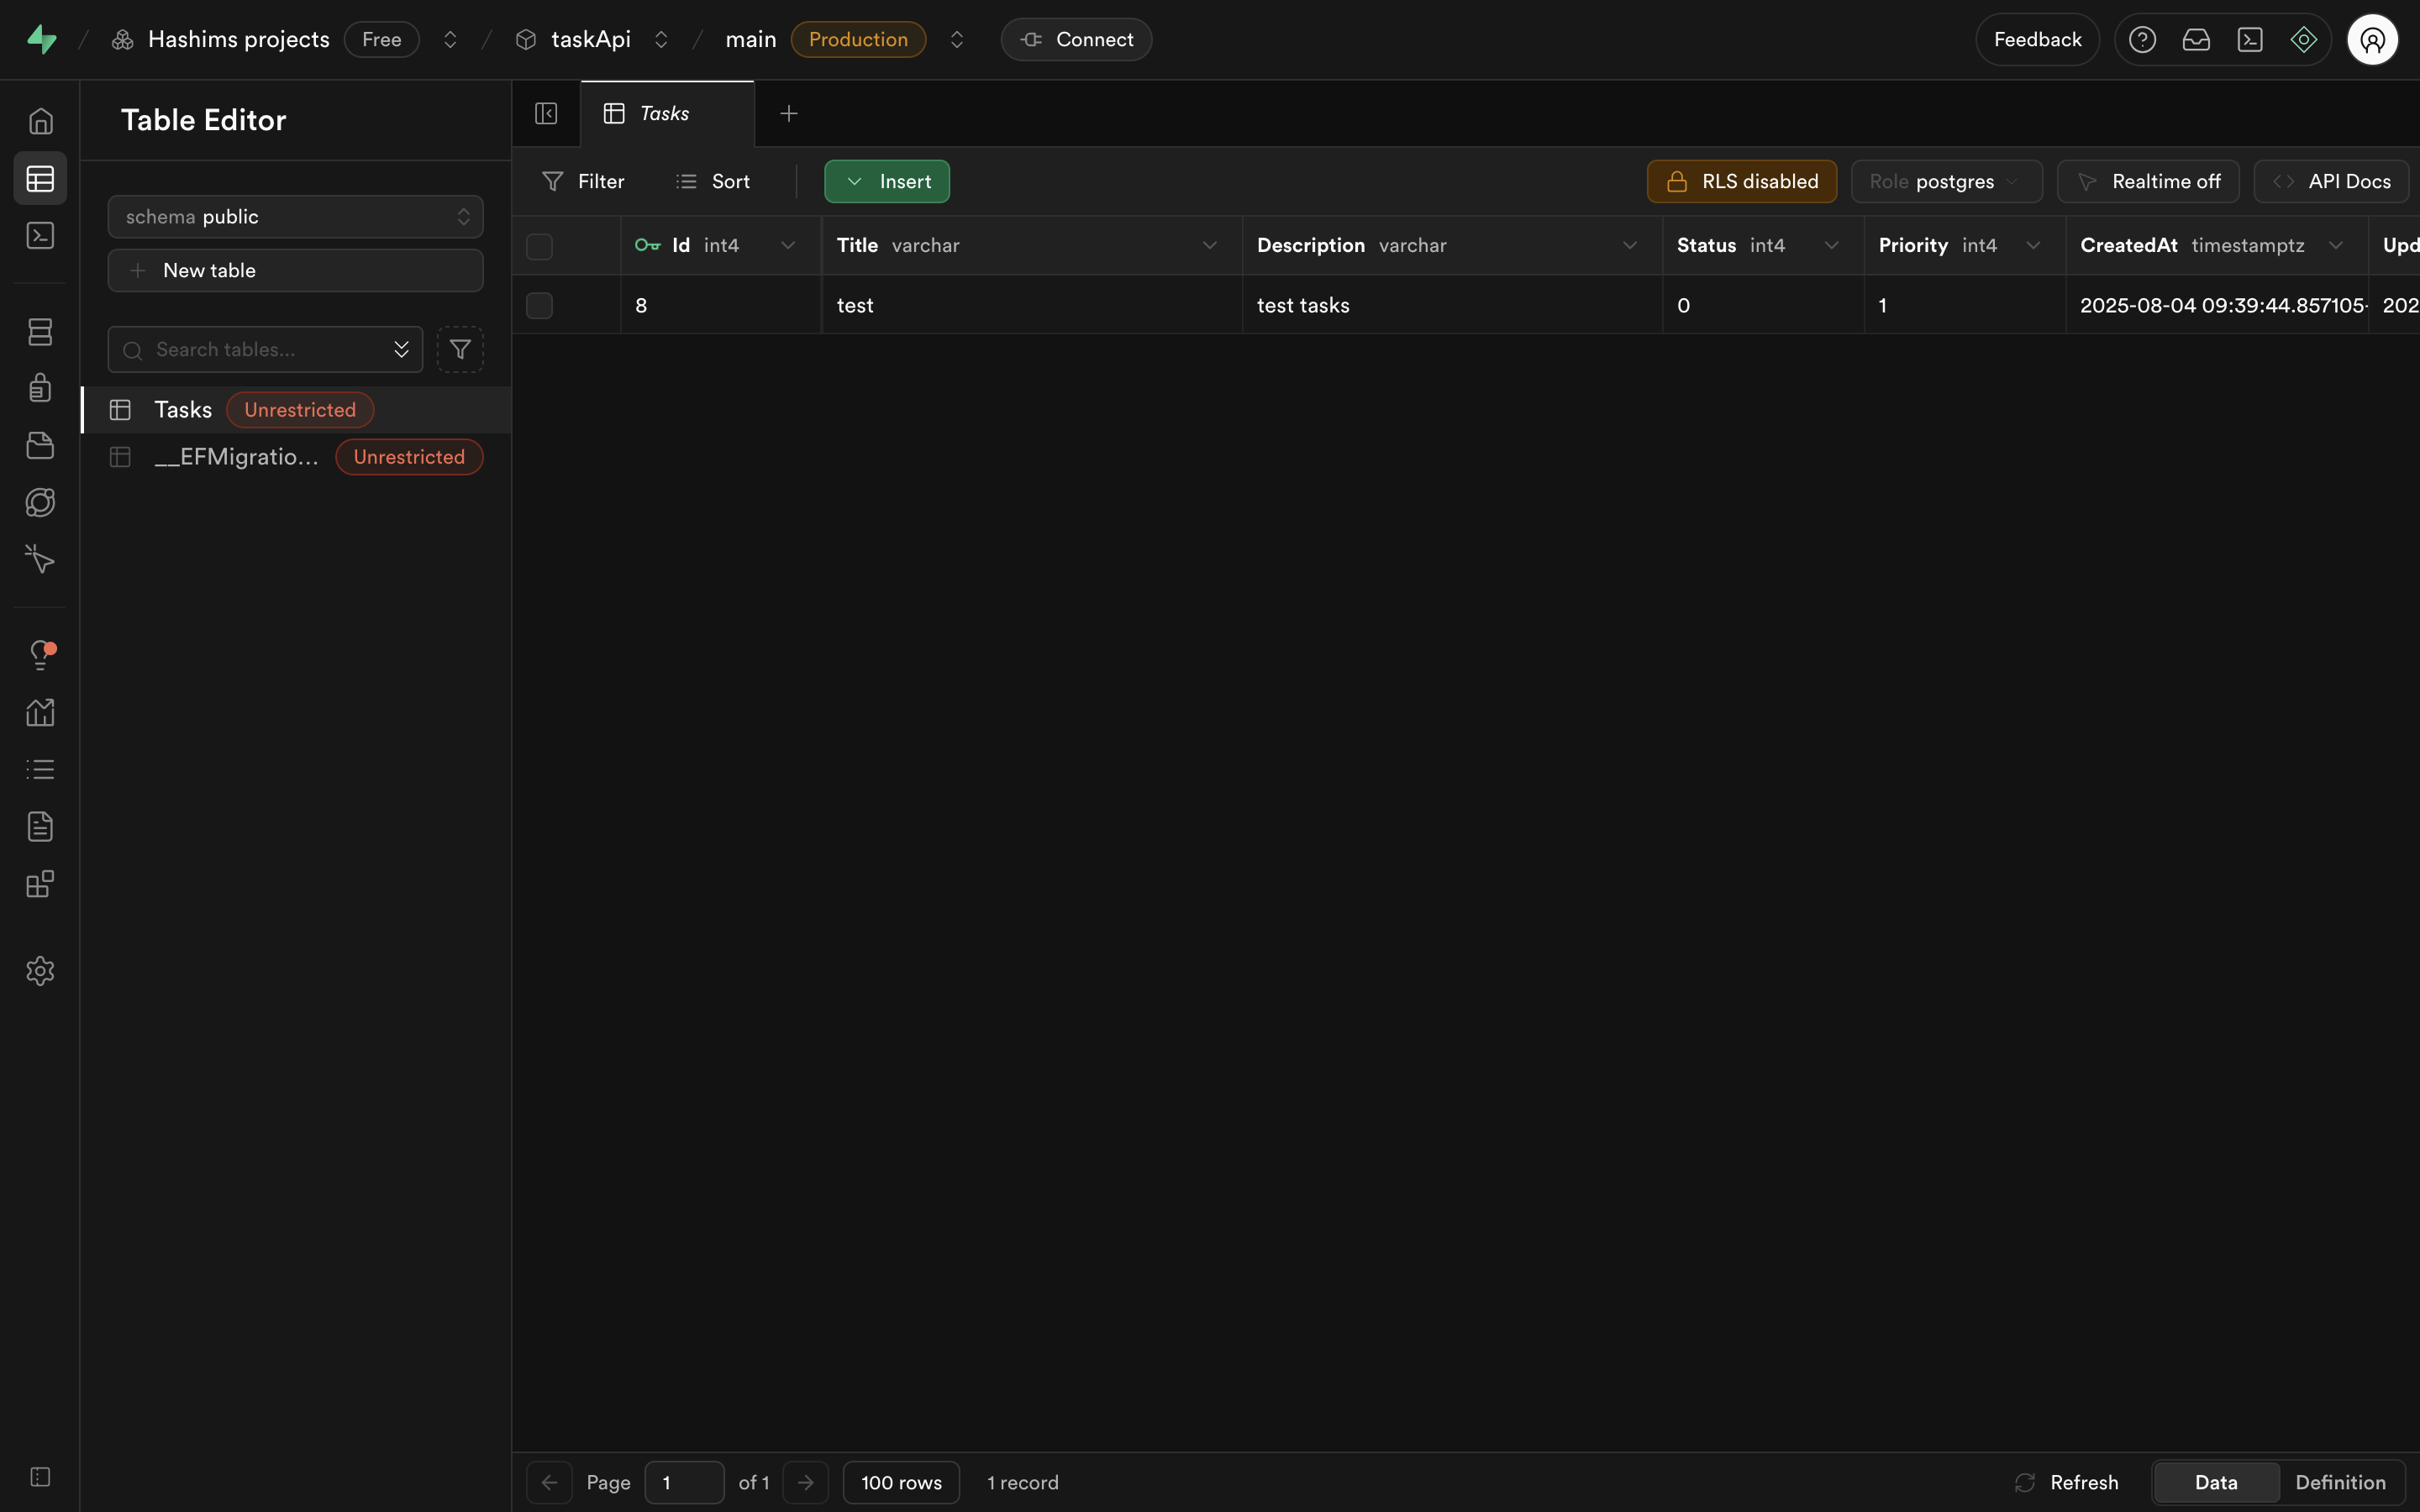 Hashims projects Free taskApi main Production Connect Feedback
Table Editor
Tasks
Filter Sort Insert RLS disabled Role postgres Realtime off API Docs
schema public
New table
Search tables...
Tasks Unrestricted
__EFMigratio... Unrestricted
Id int4 Title varchar Description varchar Status int4 Priority int4 CreatedAt timestamptz Upd
8 test test tasks 0 1 2025-08-04 09:39:44.857105- 202
Page 1 of 1 100 rows 1 record Refresh Data Definition